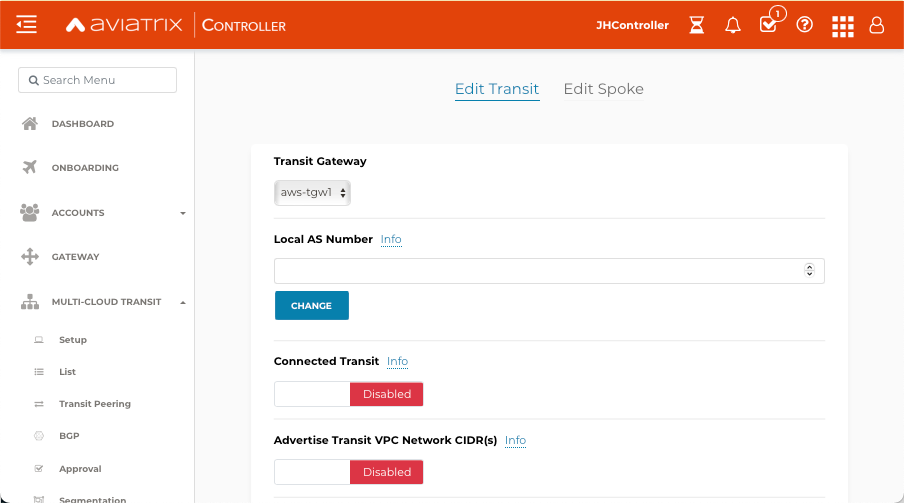 aviatrix CONTROLLER
JHController
1
Search Menu
DASHBOARD
ONBOARDING
ACCOUNTS
GATEWAY
MULTI-CLOUD TRANSIT
Setup
List
Transit Peering
BGP
Approval
Segmentation
Edit Transit Edit Spoke
Transit Gateway
aws-tgw1
Local AS Number Info
CHANGE
Connected Transit Info
Disabled
Advertise Transit VPC Network CIDR(s) Info
Disabled